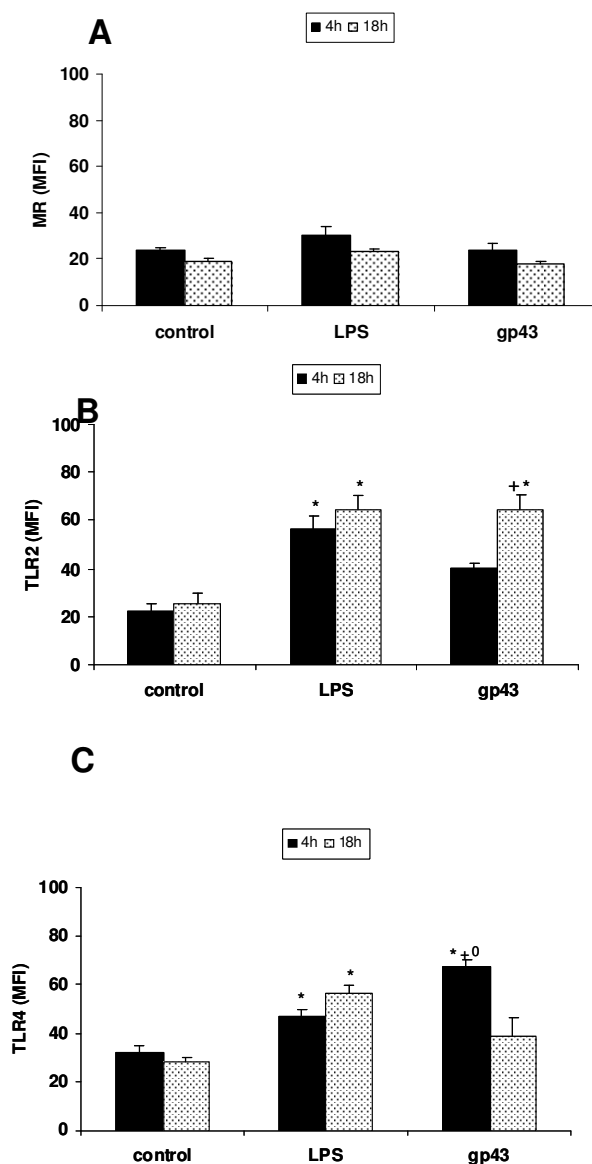 A
4h 18h
100
80
60
40
20
0
MR (MFI)
control LPS gp43
4h 18h
B
100
80
60
40
20
0
TLR2 (MFI)
* * + *
control LPS gp43
C
4h 18h
100
80
60
40
20
0
TLR4 (MFI)
* * * + 0
control LPS gp43